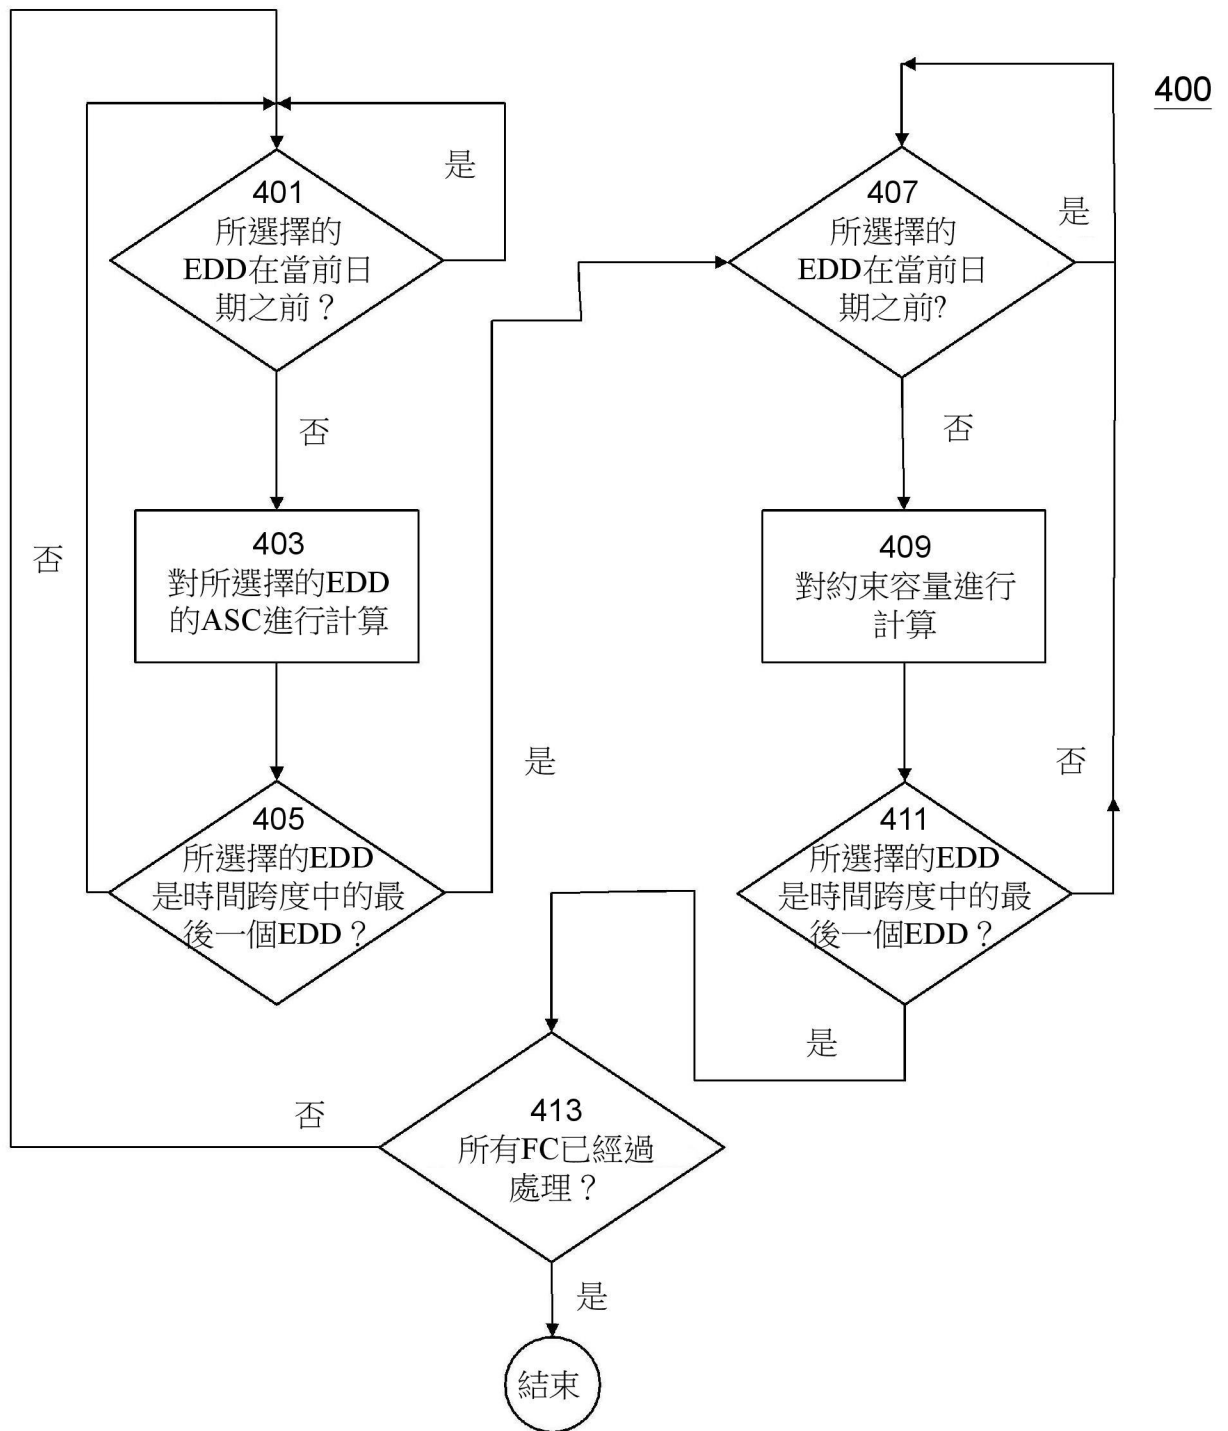 400
是
401
所選擇的
EDD在當前日
期之前？
否
403
對所選擇的EDD
的ASC進行計算
否
405
所選擇的EDD
是時間跨度中的最
後一個EDD？
是
407
所選擇的
EDD在當前日
期之前?
是
否
409
對約束容量進行
計算
否
411
所選擇的EDD
是時間跨度中的最
後一個EDD？
是
否
413
所有FC已經過
處理？
是
結束